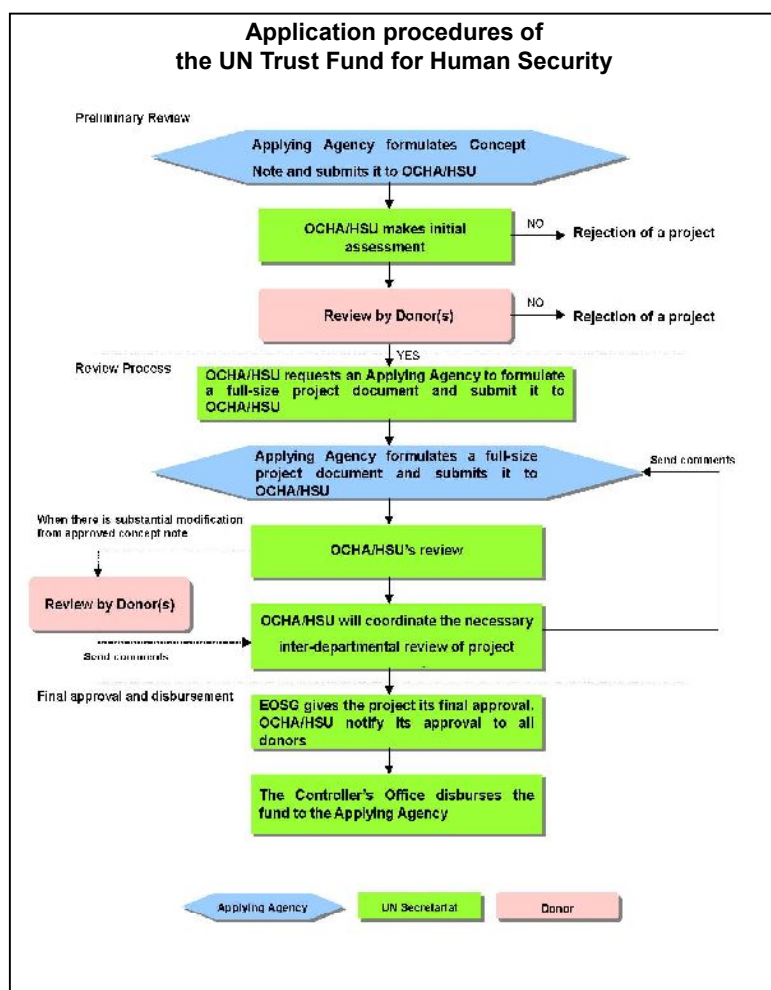 Application procedures of
the UN Trust Fund for Human Security
Preliminary Review
Applying Agency formulates Concept
Note and submits it to OCHA/HSU
OCHA/HSU makes initial
assessment
NO
Rejection of a project
Review by Donor(s)
NO
Rejection of a project
YES
Review Process
OCHA/HSU requests an Applying Agency to formulate
a full-size project document and submit it to
OCHA/HSU
Applying Agency formulates a full-size
project document and submits it to
OCHA/HSU
Send comments
When there is substantial modification
from approved concept note
OCHA/HSU's review
Review by Donor(s)
OCHA/HSU will coordinate the necessary
inter-departmental review of project
Send comments
Final approval and disbursement
EOSG gives the project its final approval.
OCHA/HSU notify its approval to all
donors
The Controller's Office disburses the
fund to the Applying Agency
Applying Agency
UN Secretariat
Donor